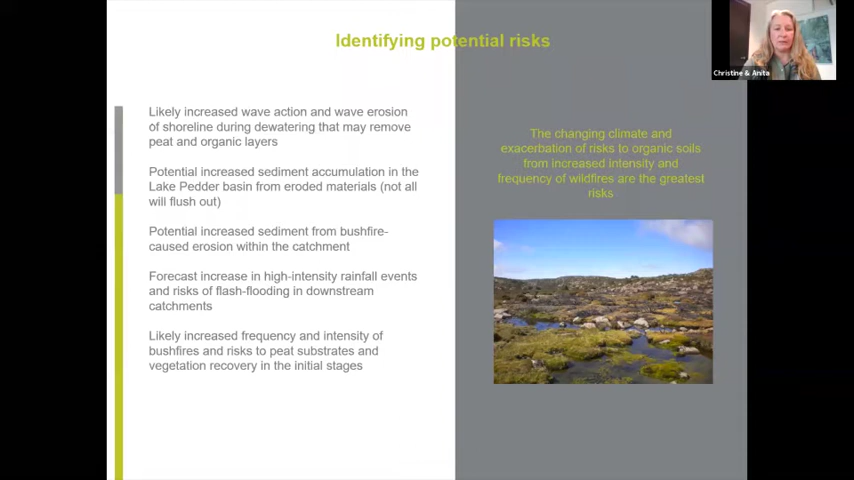 Identifying potential risks
Likely increased wave action and wave erosion
of shoreline during dewatering that may remove
peat and organic layers
Potential increased sediment accumulation in the
Lake Pedder basin from eroded materials (not all
will flush out)
Potential increased sediment from bushfire-
caused erosion within the catchment
Forecast increase in high-intensity rainfall events
and risks of flash-flooding in downstream
catchments
Likely increased frequency and intensity of
bushfires and risks to peat substrates and
vegetation recovery in the initial stages
The changing climate and
exacerbation of risks to organic soils
from increased intensity and
frequency of wildfires are the greatest
risks
Christine & Anita